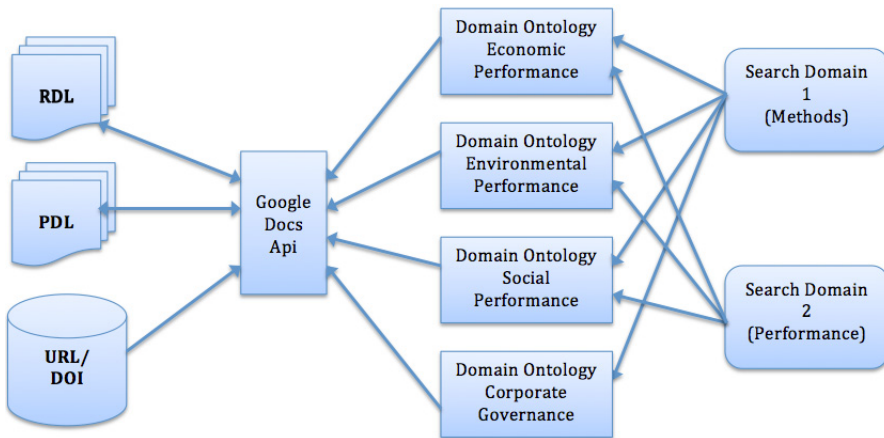 RDL
PDL
URL/
DOI
Google
Docs
Api
Domain Ontology
Economic
Performance
Domain Ontology
Environmental
Performance
Domain Ontology
Social
Performance
Domain Ontology
Corporate
Governance
Search Domain
1
(Methods)
Search Domain
2
(Performance)